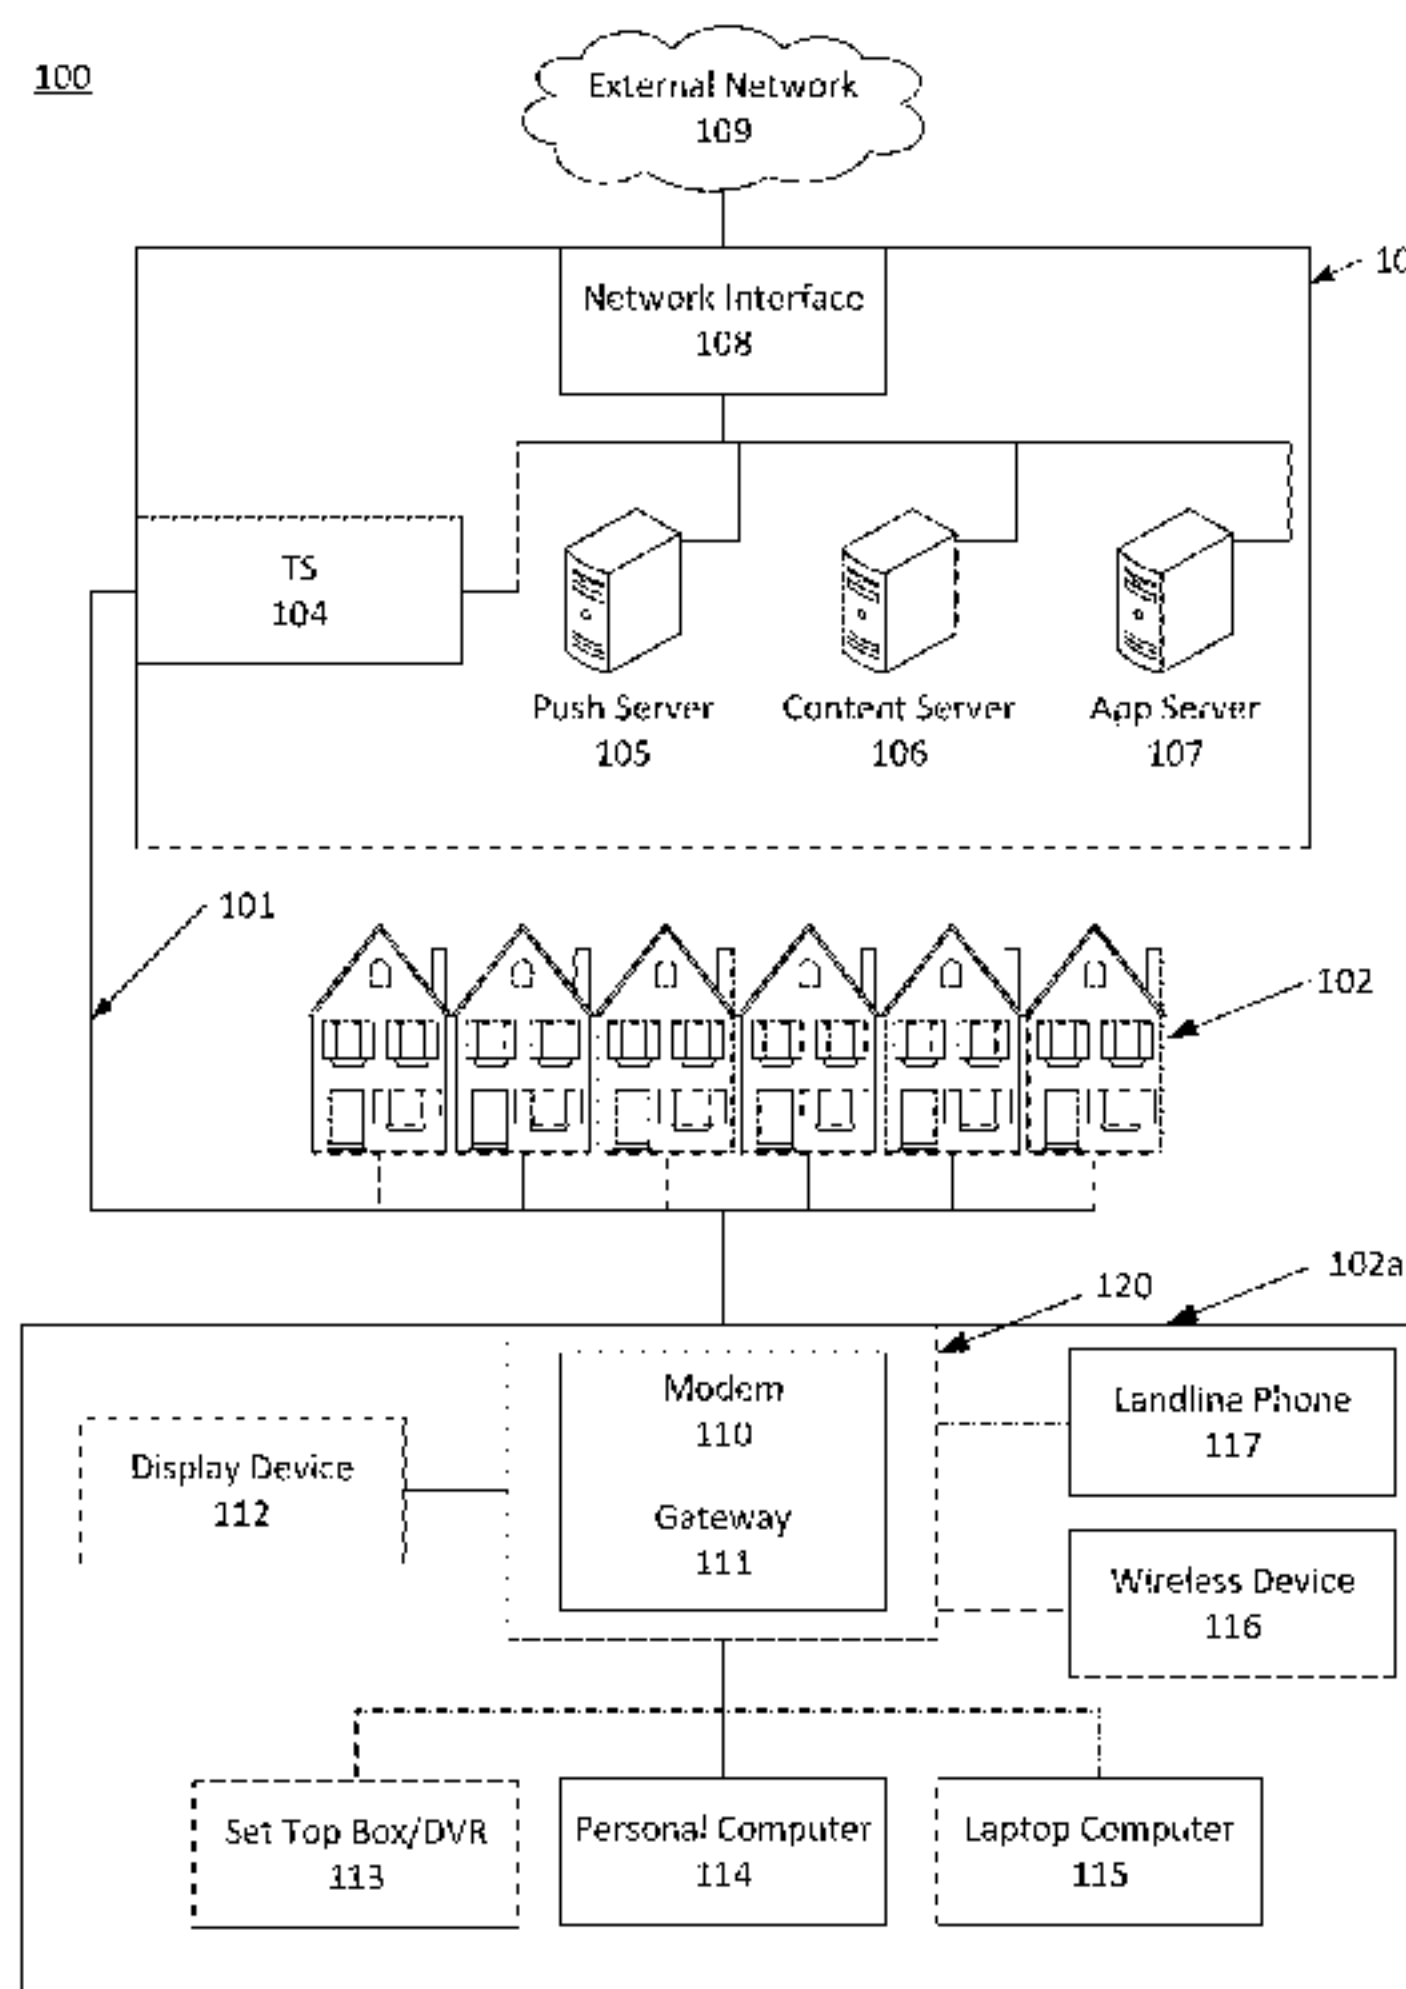 100
External Network
109
10
Network Interface
108
TS
104
Push Server
105
Content Server
106
App Server
107
101
102
102a
120
Modem
110
Landline Phone
117
Display Device
112
Gateway
111
Wireless Device
116
Set Top Box/DVR
113
Personal Computer
114
Laptop Computer
115